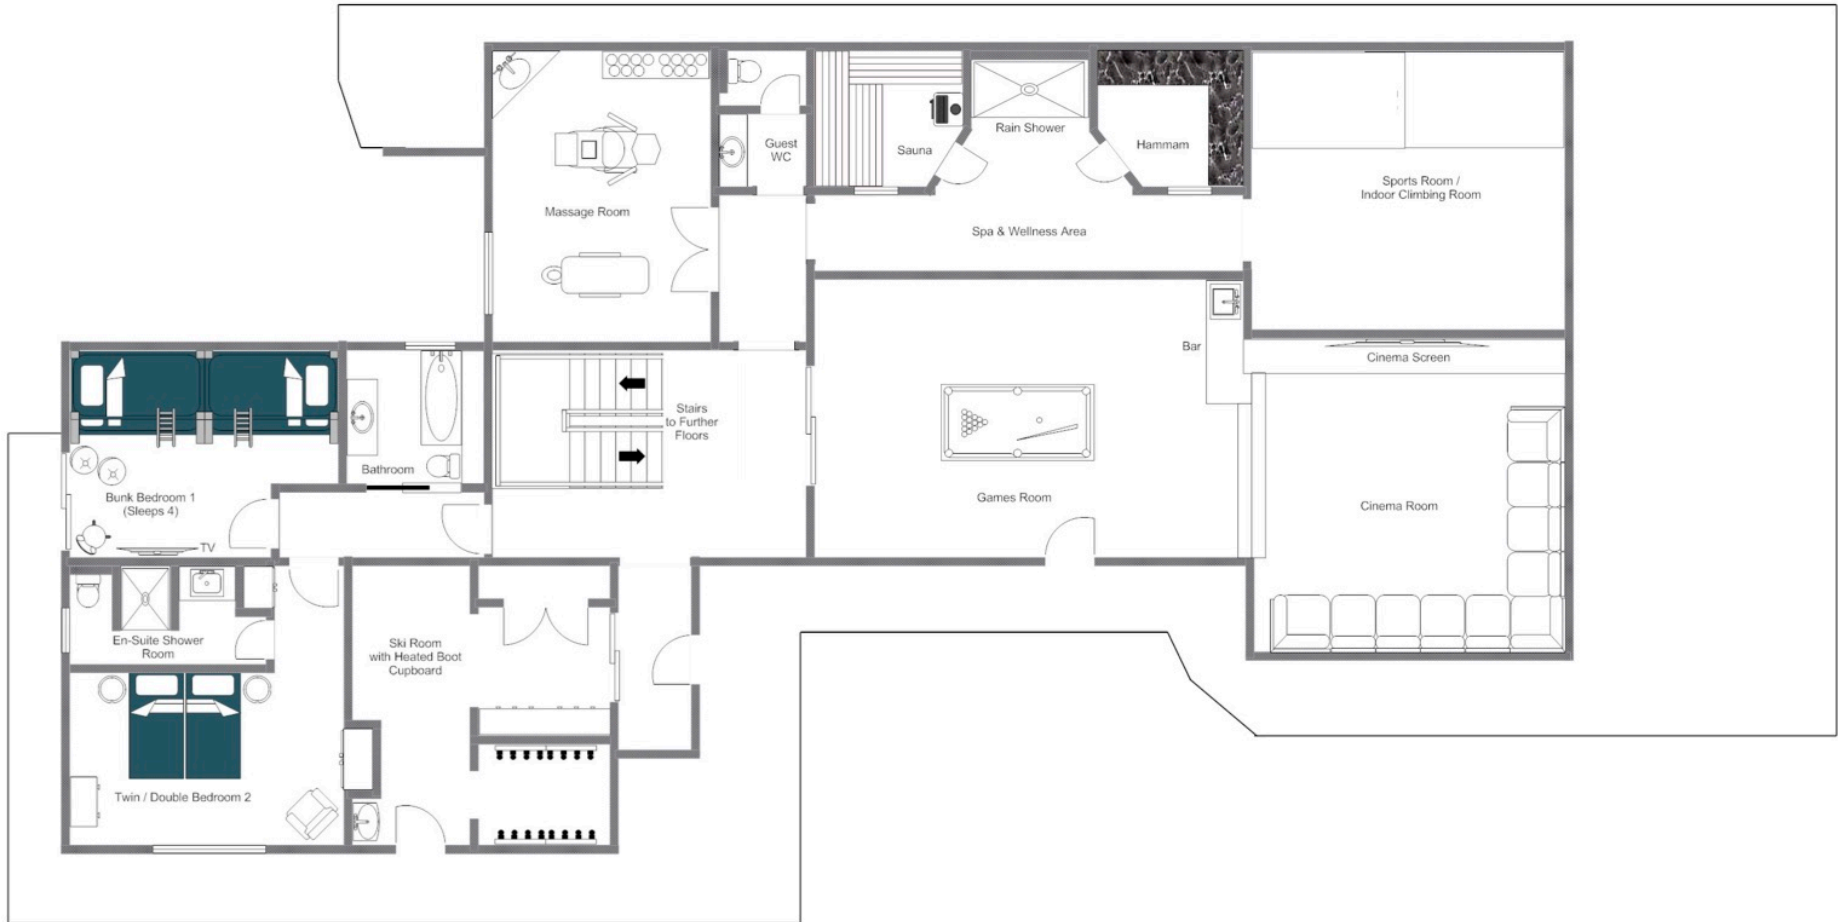 Guest
WC
Sauna
Rain Shower
Hammam
Sports Room /
Indoor Climbing Room
Massage Room
Spa & Wellness Area
Bar
Cinema Screen
Stairs
to Further
Floors
Bathroom
Bunk Bedroom 1
(Sleeps 4)
TV
Games Room
Cinema Room
En-Suite Shower
Room
Ski Room
with Heated Boot
Cupboard
Twin / Double Bedroom 2